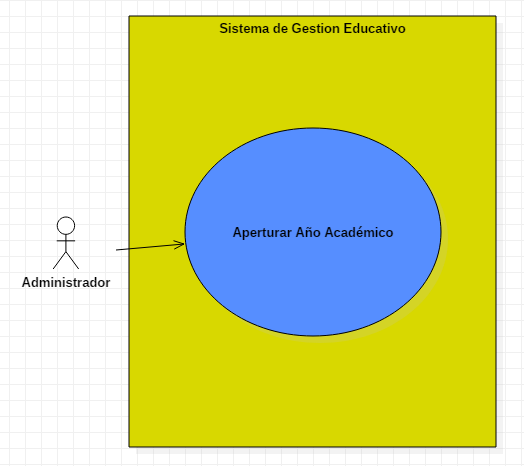 Sistema de Gestion Educativo
Aperturar Año Académico
Administrador